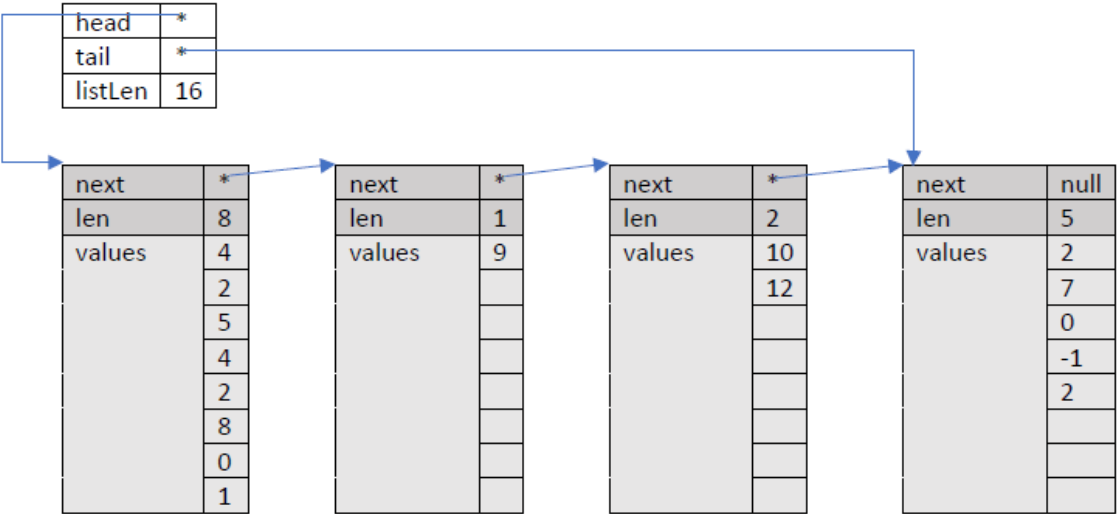 head *
tail *
listLen 16
next * next * next * next null
len 8 len 1 len 2 len 5
values 4 values 9 values 10 values 2
2 12 7
5 0
4 -1
2 2
8
0
1